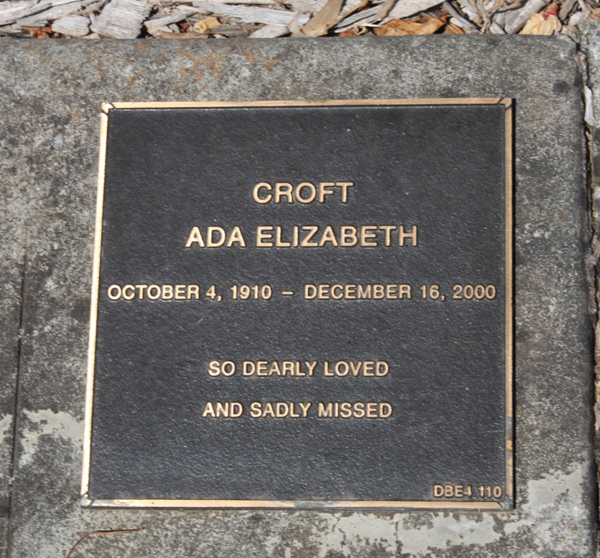 CROFT
ADA ELIZABETH
OCTOBER 4, 1910 – DECEMBER 16, 2000
SO DEARLY LOVED
AND SADLY MISSED
DBE4 110